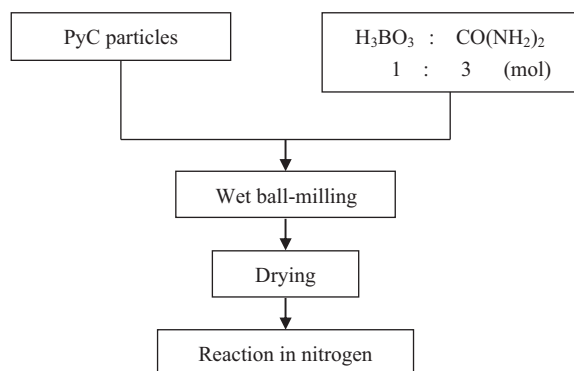 PyC particles
H₃BO₃ : CO(NH₂)₂
1 : 3 (mol)
Wet ball-milling
Drying
Reaction in nitrogen